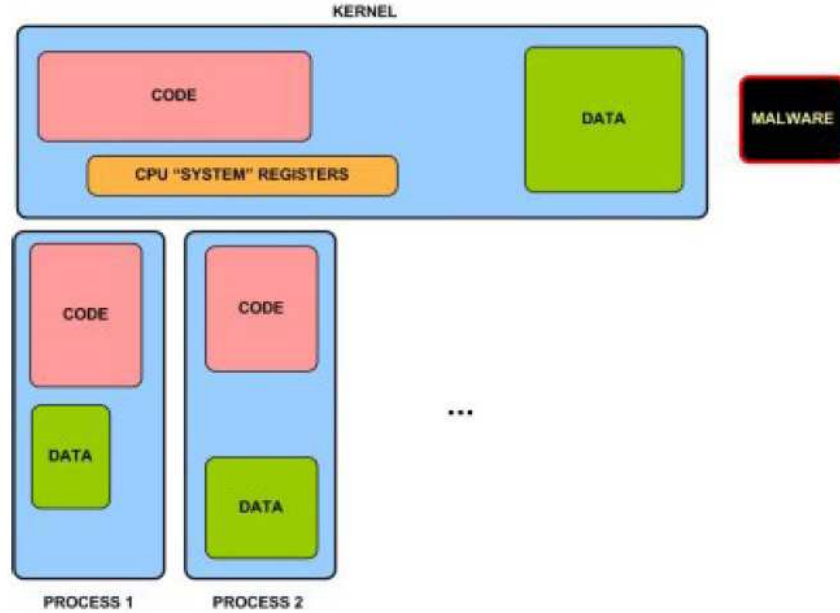 KERNEL
CODE
DATA
MALWARE
CPU “SYSTEM” REGISTERS
CODE
CODE
...
DATA
DATA
PROCESS 1
PROCESS 2